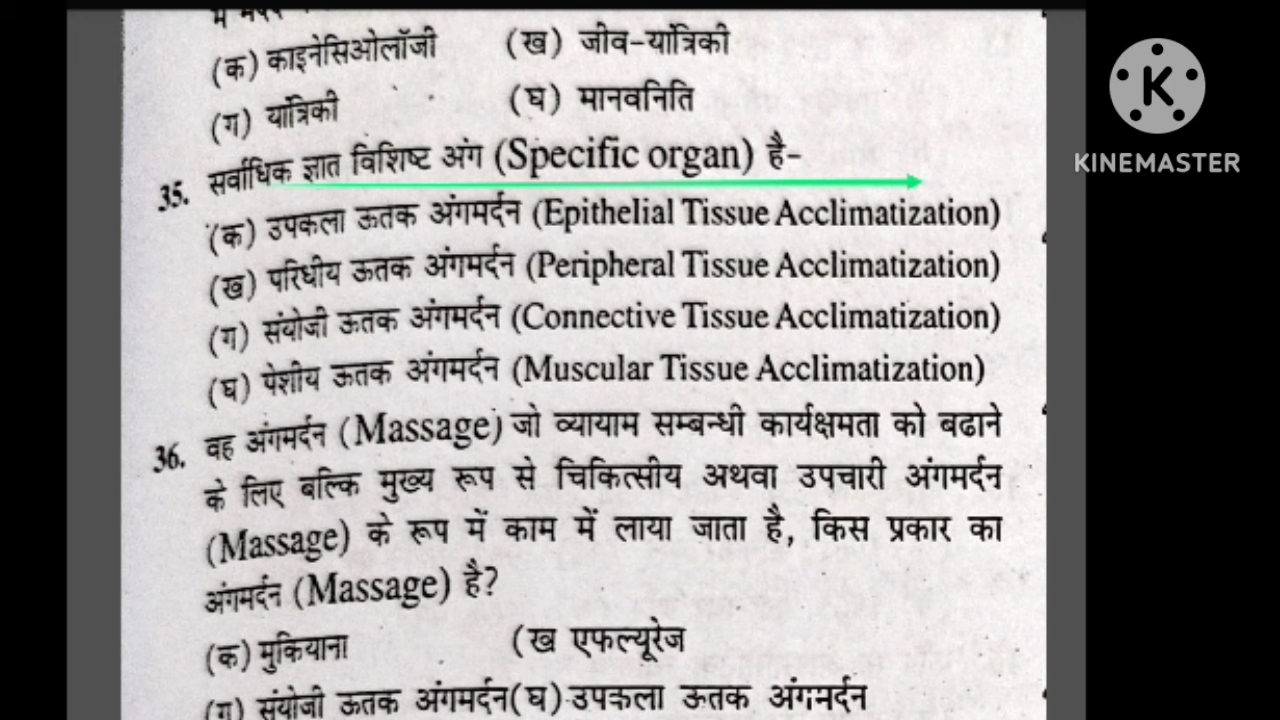 (क) काइनेसिओलॉजी (ख) जीव-यांत्रिकी
(ग) यांत्रिकी (घ) मानवनिति
35. सर्वाधिक ज्ञात विशिष्ट अंग (Specific organ) है-
(क) उपकला ऊतक अंगमर्दन (Epithelial Tissue Acclimatization)
(ख) परिधीय ऊतक अंगमर्दन (Peripheral Tissue Acclimatization)
(ग) संयोजी ऊतक अंगमर्दन (Connective Tissue Acclimatization)
(घ) पेशीय ऊतक अंगमर्दन (Muscular Tissue Acclimatization)
36. वह अंगमर्दन (Massage) जो व्यायाम सम्बन्धी कार्यक्षमता को बढाने
के लिए बल्कि मुख्य रूप से चिकित्सीय अथवा उपचारी अंगमर्दन
(Massage) के रूप में काम में लाया जाता है, किस प्रकार का
अंगमर्दन (Massage) है?
(क) मुकियाना (ख एफल्यूरेज
(ग) संयोजी ऊतक अंगमर्दन (घ) उपकला ऊतक अंगमर्दन
K
KINEMASTER